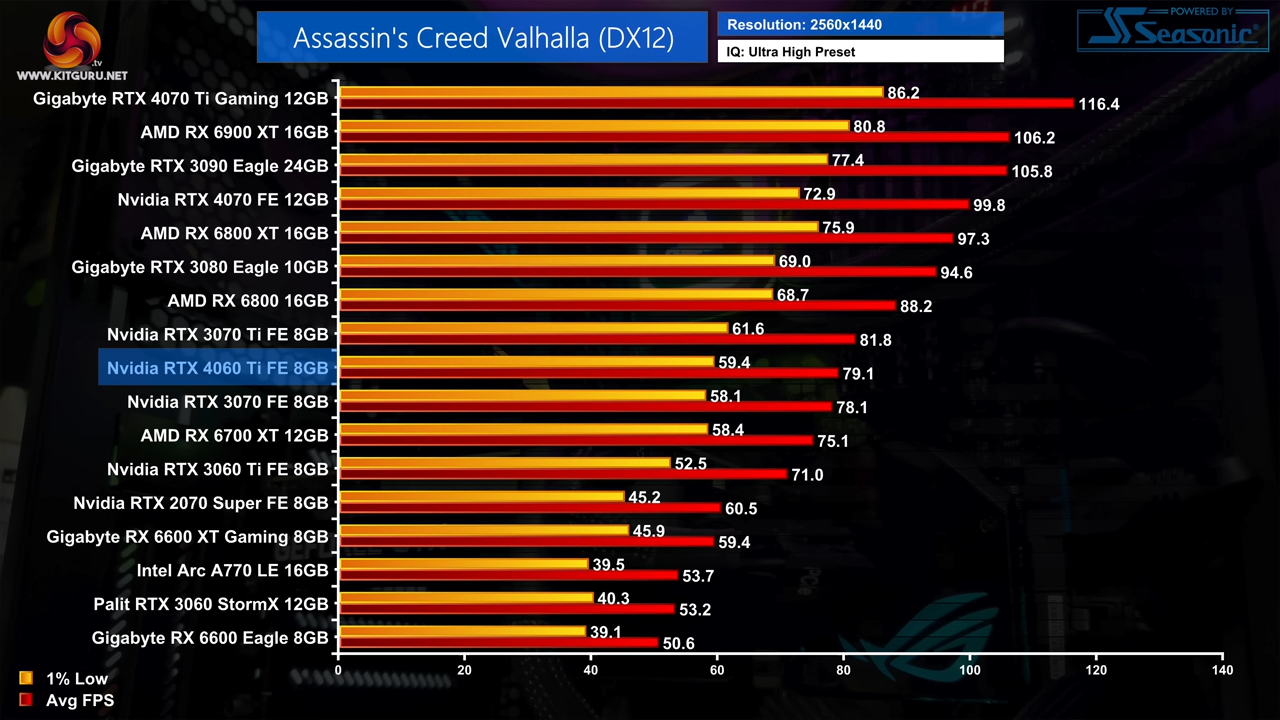 Assassin's Creed Valhalla (DX12)
Resolution: 2560x1440
IQ: Ultra High Preset
POWERED BY
Seasonic
.tv
WWW.KITGURU.NET
Gigabyte RTX 4070 Ti Gaming 12GB 86.2 116.4
AMD RX 6900 XT 16GB 80.8 106.2
Gigabyte RTX 3090 Eagle 24GB 77.4 105.8
Nvidia RTX 4070 FE 12GB 72.9 99.8
AMD RX 6800 XT 16GB 75.9 97.3
Gigabyte RTX 3080 Eagle 10GB 69.0 94.6
AMD RX 6800 16GB 68.7 88.2
Nvidia RTX 3070 Ti FE 8GB 61.6 81.8
Nvidia RTX 4060 Ti FE 8GB 59.4 79.1
Nvidia RTX 3070 FE 8GB 58.1 78.1
AMD RX 6700 XT 12GB 58.4 75.1
Nvidia RTX 3060 Ti FE 8GB 52.5 71.0
Nvidia RTX 2070 Super FE 8GB 45.2 60.5
Gigabyte RX 6600 XT Gaming 8GB 45.9 59.4
Intel Arc A770 LE 16GB 39.5 53.7
Palit RTX 3060 StormX 12GB 40.3 53.2
Gigabyte RX 6600 Eagle 8GB 39.1 50.6
0 20 40 60 80 100 120 140
1% Low
Avg FPS